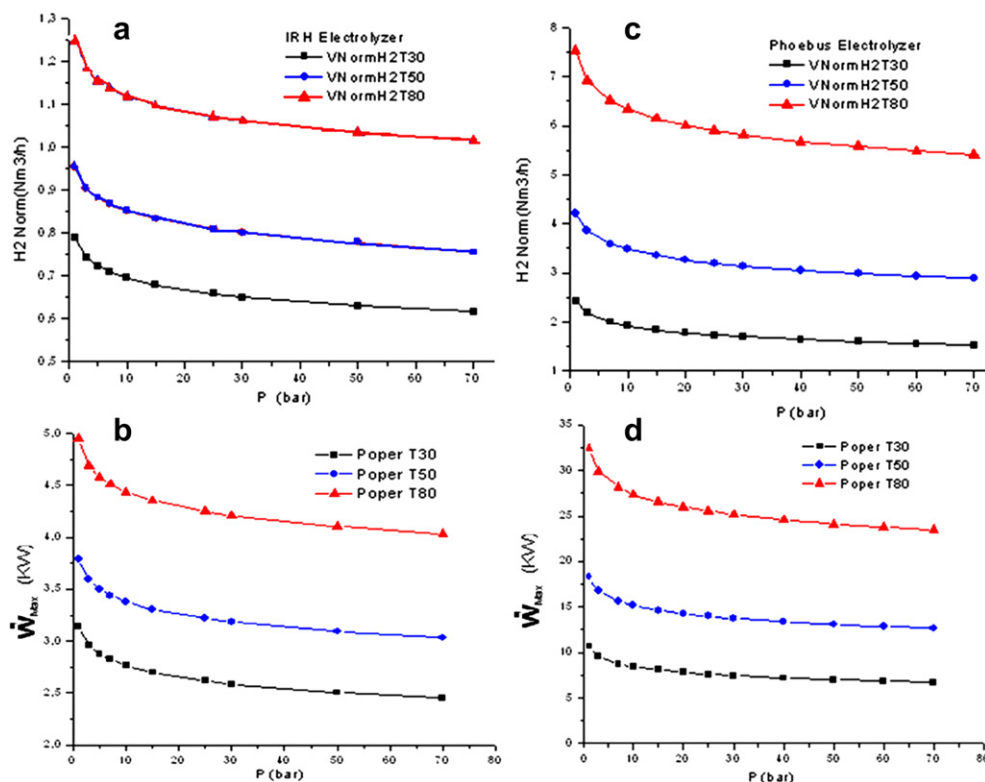 a
IRH Electrolyzer
VNormH2T30
VNormH2T50
VNormH2T80
H2 Norm(Nm3/h)
1,3
1,2
1,1
1,0
0,9
0,8
0,7
0,6
0,5
0 10 20 30 40 50 60 70
P (bar)
c
Phoebus Electrolyzer
VNormH2T30
VNormH2T50
VNormH2T80
H2 Norm(Nm3/h)
8
7
6
5
4
3
2
1
0 10 20 30 40 50 60 70
P (bar)
b
Poper T30
Poper T50
Poper T80
ẆMax (KW)
5,0
4,5
4,0
3,5
3,0
2,5
2,0
0 10 20 30 40 50 60 70 80
P (bar)
d
Poper T30
Poper T50
Poper T80
ẆMax (KW)
35
30
25
20
15
10
5
0
0 10 20 30 40 50 60 70 80
P (bar)